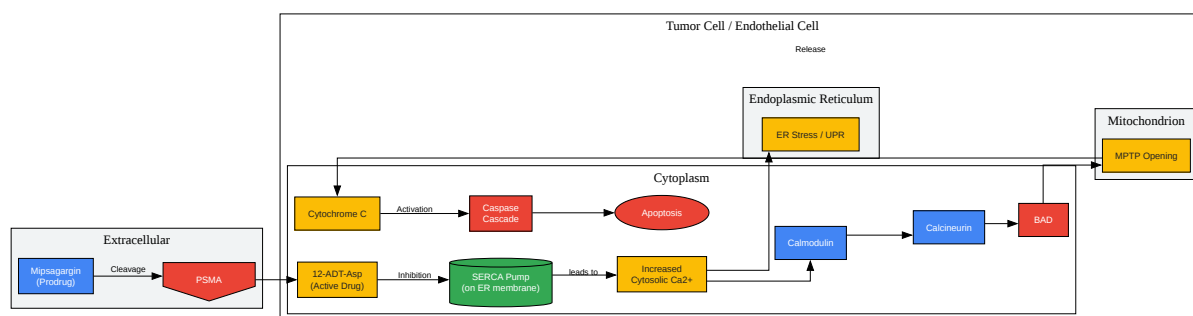 Tumor Cell / Endothelial Cell
Release
Endoplasmic Reticulum
ER Stress / UPR
Mitochondrion
MPTP Opening
Cytoplasm
Cytochrome C
Activation
Caspase
Cascade
Apoptosis
Calmodulin
Calcineurin
BAD
Extracellular
Mipsagargin
(Prodrug)
Cleavage
PSMA
12-ADT-Asp
(Active Drug)
Inhibition
SERCA Pump
(on ER membrane)
leads to
Increased
Cytosolic Ca2+